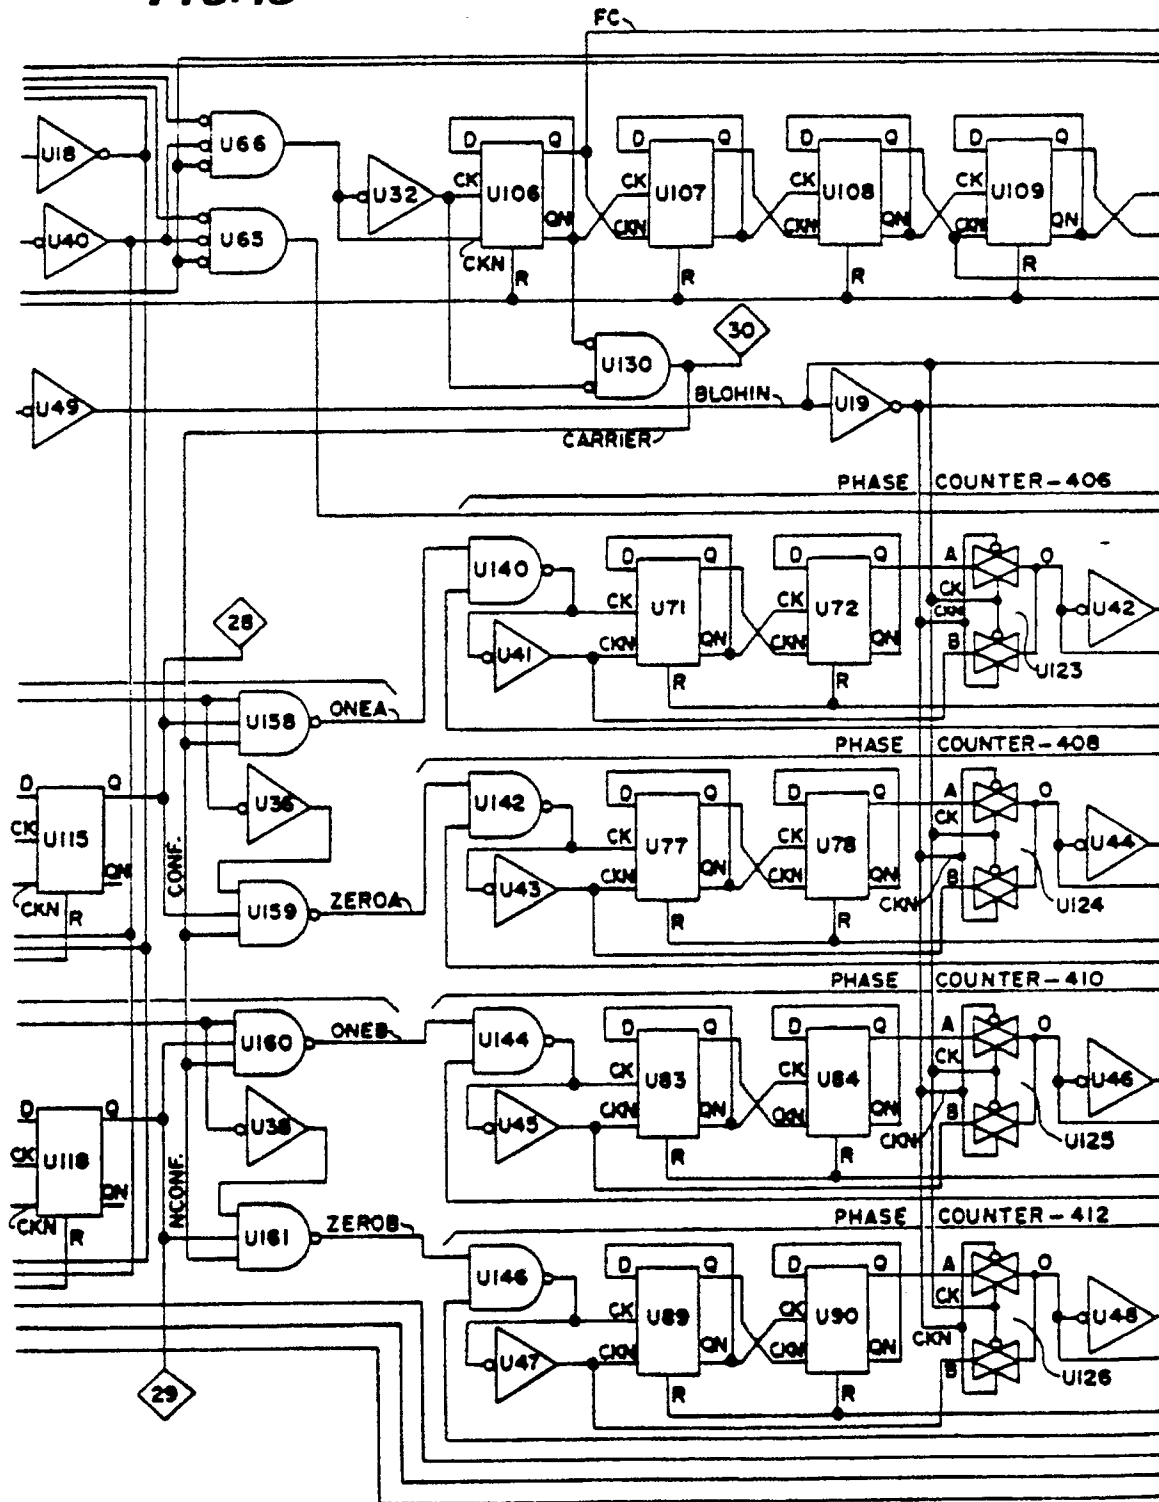 FC
U18
U66
D
Q
D
Q
D
Q
D
Q
U32
CK
U106
CK
U107
CK
U108
CK
U109
U40
U65
QN
CKN
QN
CKN
QN
CKN
QN
CKN
R
R
R
R
30
U130
U49
BLOHIN
U19
CARRIER
PHASE COUNTER-406
U140
D
Q
D
Q
A
O
CK
U71
CK
U72
CK
CKN
U42
28
U41
CKN
QN
CKN
QN
B
U123
R
R
U158
ONEA
PHASE COUNTER-408
D
Q
U36
U142
D
Q
D
Q
A
O
CK
CK
U115
CONF.
CK
U77
CK
U78
U44
QN
U43
CKN
QN
CKN
QN
B
CKN
R
U159
ZEROA
CKN
U124
R
R
PHASE COUNTER-410
U160
ONEB
U144
D
Q
D
Q
A
O
CK
D
Q
U38
CK
U83
CK
U84
U46
CK
U118
U45
CKN
QN
CKN
QN
B
CKN
U125
QN
NCONF.
R
R
CKN
R
U161
ZEROB
PHASE COUNTER-412
U146
D
Q
D
Q
A
O
CK
CK
U89
CK
U90
U48
CKN
U47
CKN
QN
CKN
QN
B
U126
29
R
R